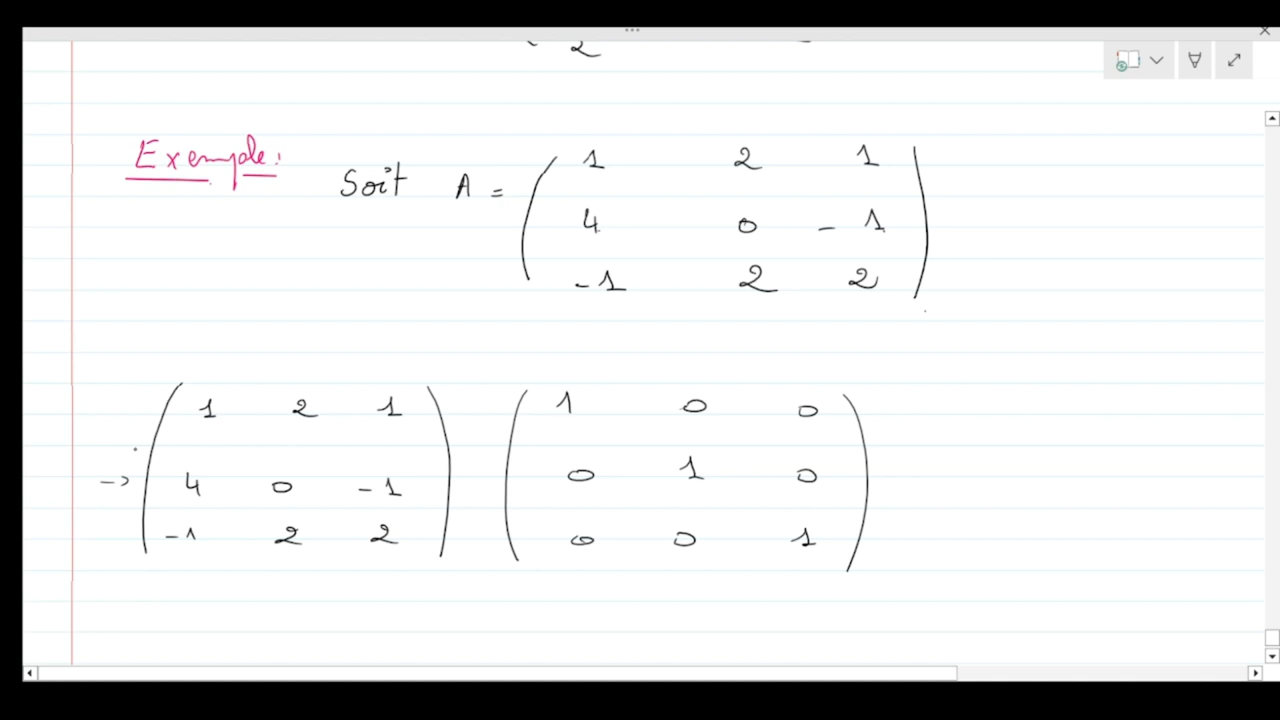 2
Exemple: Soit A = ( 1 2 1
4 0 - 1
-1 2 2 )
-> ( 1 2 1 ) ( 1 0 0 )
4 0 -1 0 1 0
-1 2 2 0 0 1